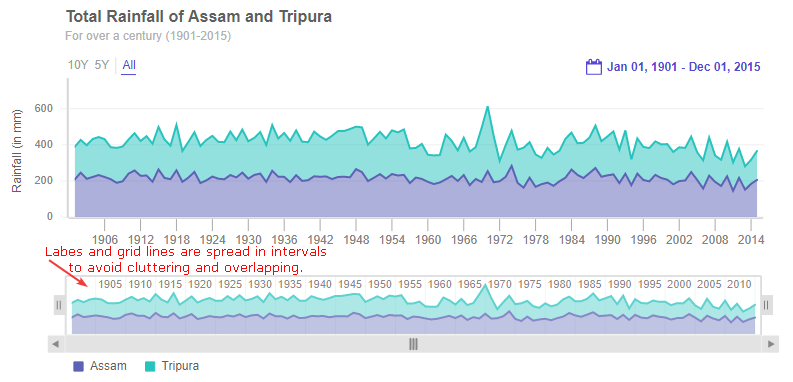 Total Rainfall of Assam and Tripura
For over a century (1901-2015)
10Y 5Y All
Jan 01, 1901 - Dec 01, 2015
Rainfall (in mm)
600
400
200
0
1906 1912 1918 1924 1930 1936 1942 1948 1954 1960 1966 1972 1978 1984 1990 1996 2002 2008 2014
Labes and grid lines are spread in intervals
to avoid cluttering and overlapping.
1905 1910 1915 1920 1925 1930 1935 1940 1945 1950 1955 1960 1965 1970 1975 1980 1985 1990 1995 2000 2005 2010
Assam Tripura